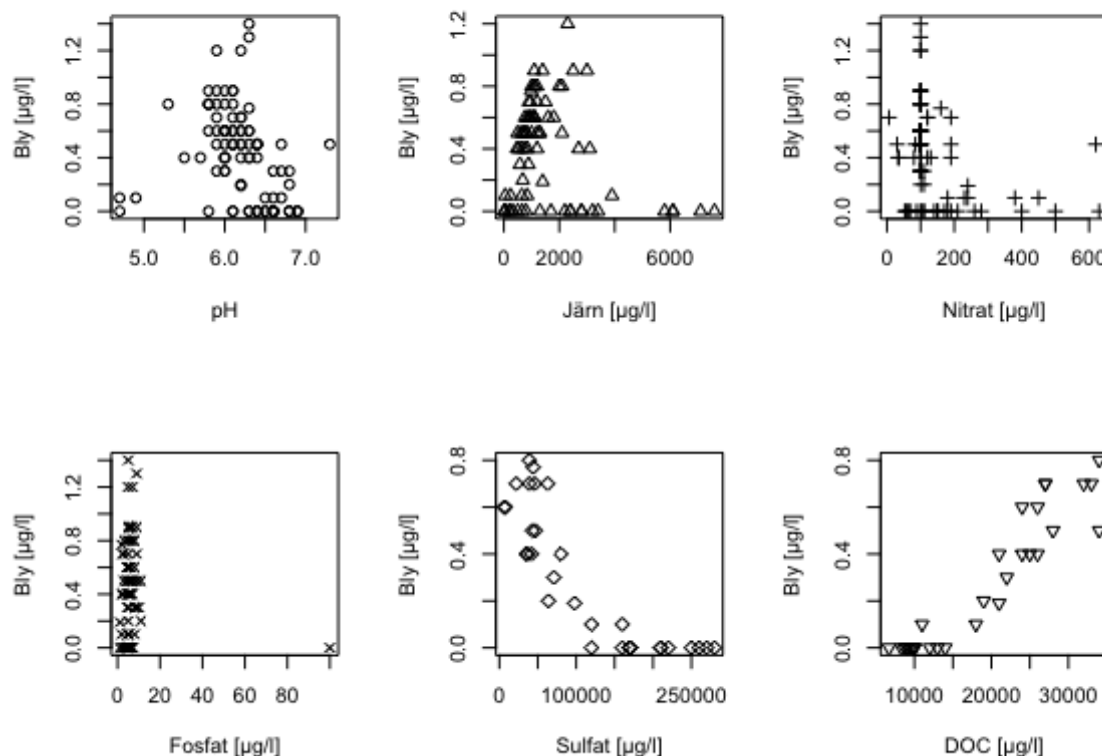 Bly [µg/l]
0.0 0.4 0.8 1.2
5.0 6.0 7.0
pH
Bly [µg/l]
0.0 0.4 0.8 1.2
0 2000 6000
Järn [µg/l]
Bly [µg/l]
0.0 0.4 0.8 1.2
0 200 400 600
Nitrat [µg/l]
Bly [µg/l]
0.0 0.4 0.8 1.2
0 20 40 60 80
Fosfat [µg/l]
Bly [µg/l]
0.0 0.4 0.8
0 100000 250000
Sulfat [µg/l]
Bly [µg/l]
0.0 0.4 0.8
10000 20000 30000
DOC [µg/l]